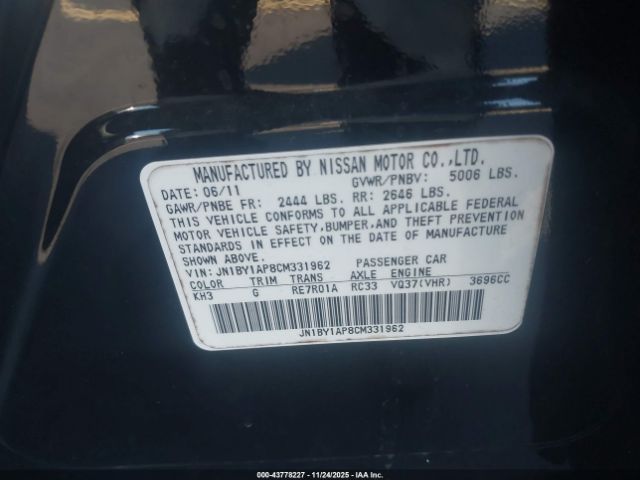 MANUFACTURED BY NISSAN MOTOR CO.,LTD.
DATE: 06/11 GVWR/PNBV: 5006 LBS.
GAWR/PNBE FR: 2444 LBS. RR: 2646 LBS.
THIS VEHICLE CONFORMS TO ALL APPLICABLE FEDERAL
MOTOR VEHICLE SAFETY,BUMPER,AND THEFT PREVENTION
STANDARDS IN EFFECT ON THE DATE OF MANUFACTURE
SHOWN ABOVE.
VIN: JN1BY1AP8CM331962 PASSENGER CAR
COLOR TRIM TRANS AXLE ENGINE
KH3 G RE7R01A RC33 VQ37(VHR) 3696CC
JN1BY1AP8CM331962
000-43778227 - 11/24/2025 - IAA Inc.